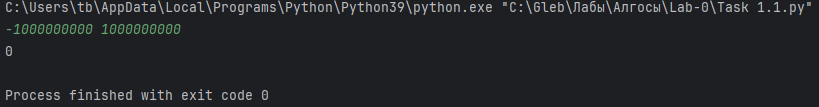 C:\Users\tb\AppData\Local\Programs\Python\Python39\python.exe "C:\Gleb\Лабы\Алгосы\Lab-0\Task 1.1.py"
-1000000000 1000000000
0
Process finished with exit code 0